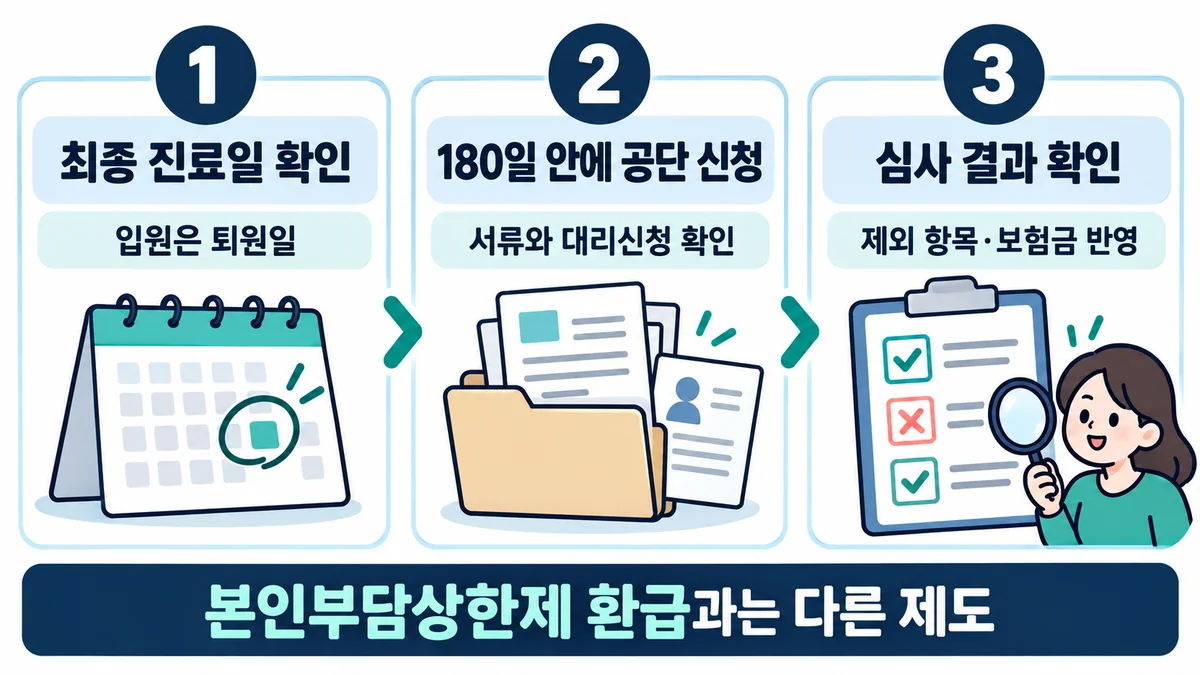 1
최종 진료일 확인
입원은 퇴원일
2
180일 안에 공단 신청
서류와 대리신청 확인
3
심사 결과 확인
제외 항목·보험금 반영
본인부담상한제 환급과는 다른 제도